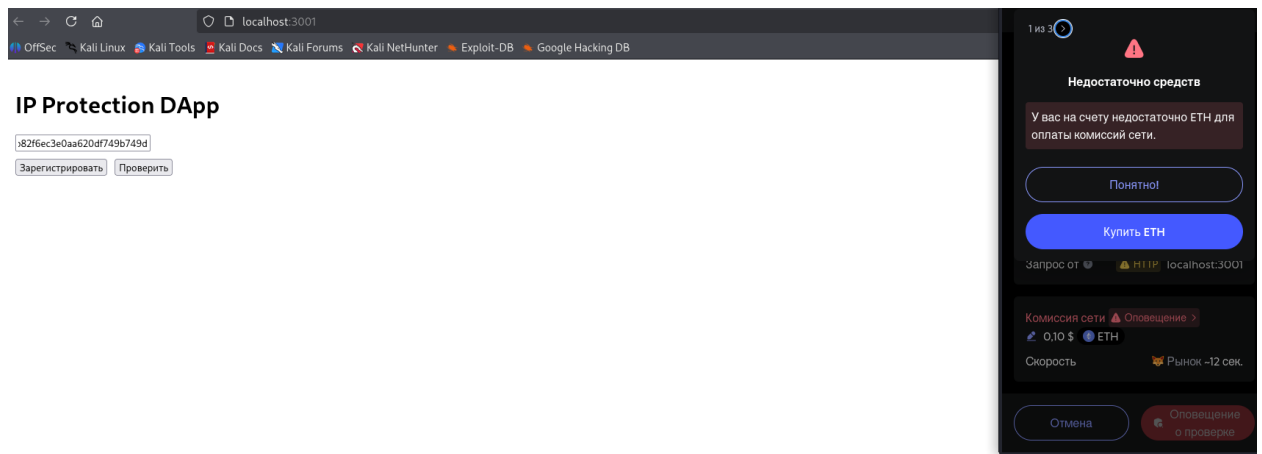 localhost:3001
OffSec Kali Linux Kali Tools Kali Docs Kali Forums Kali NetHunter Exploit-DB Google Hacking DB
IP Protection DApp
82f6ec3e0aa620df749b749d
Зарегистрировать Проверить
1 из 3
Недостаточно средств
У вас на счету недостаточно ETH для
оплаты комиссий сети.
Понятно!
Купить ETH
Запрос от HTTP localhost:3001
Комиссия сети Оповещение >
0,10 $ ETH
Скорость Рынок ~12 сек.
Отмена
Оповещение
о проверке